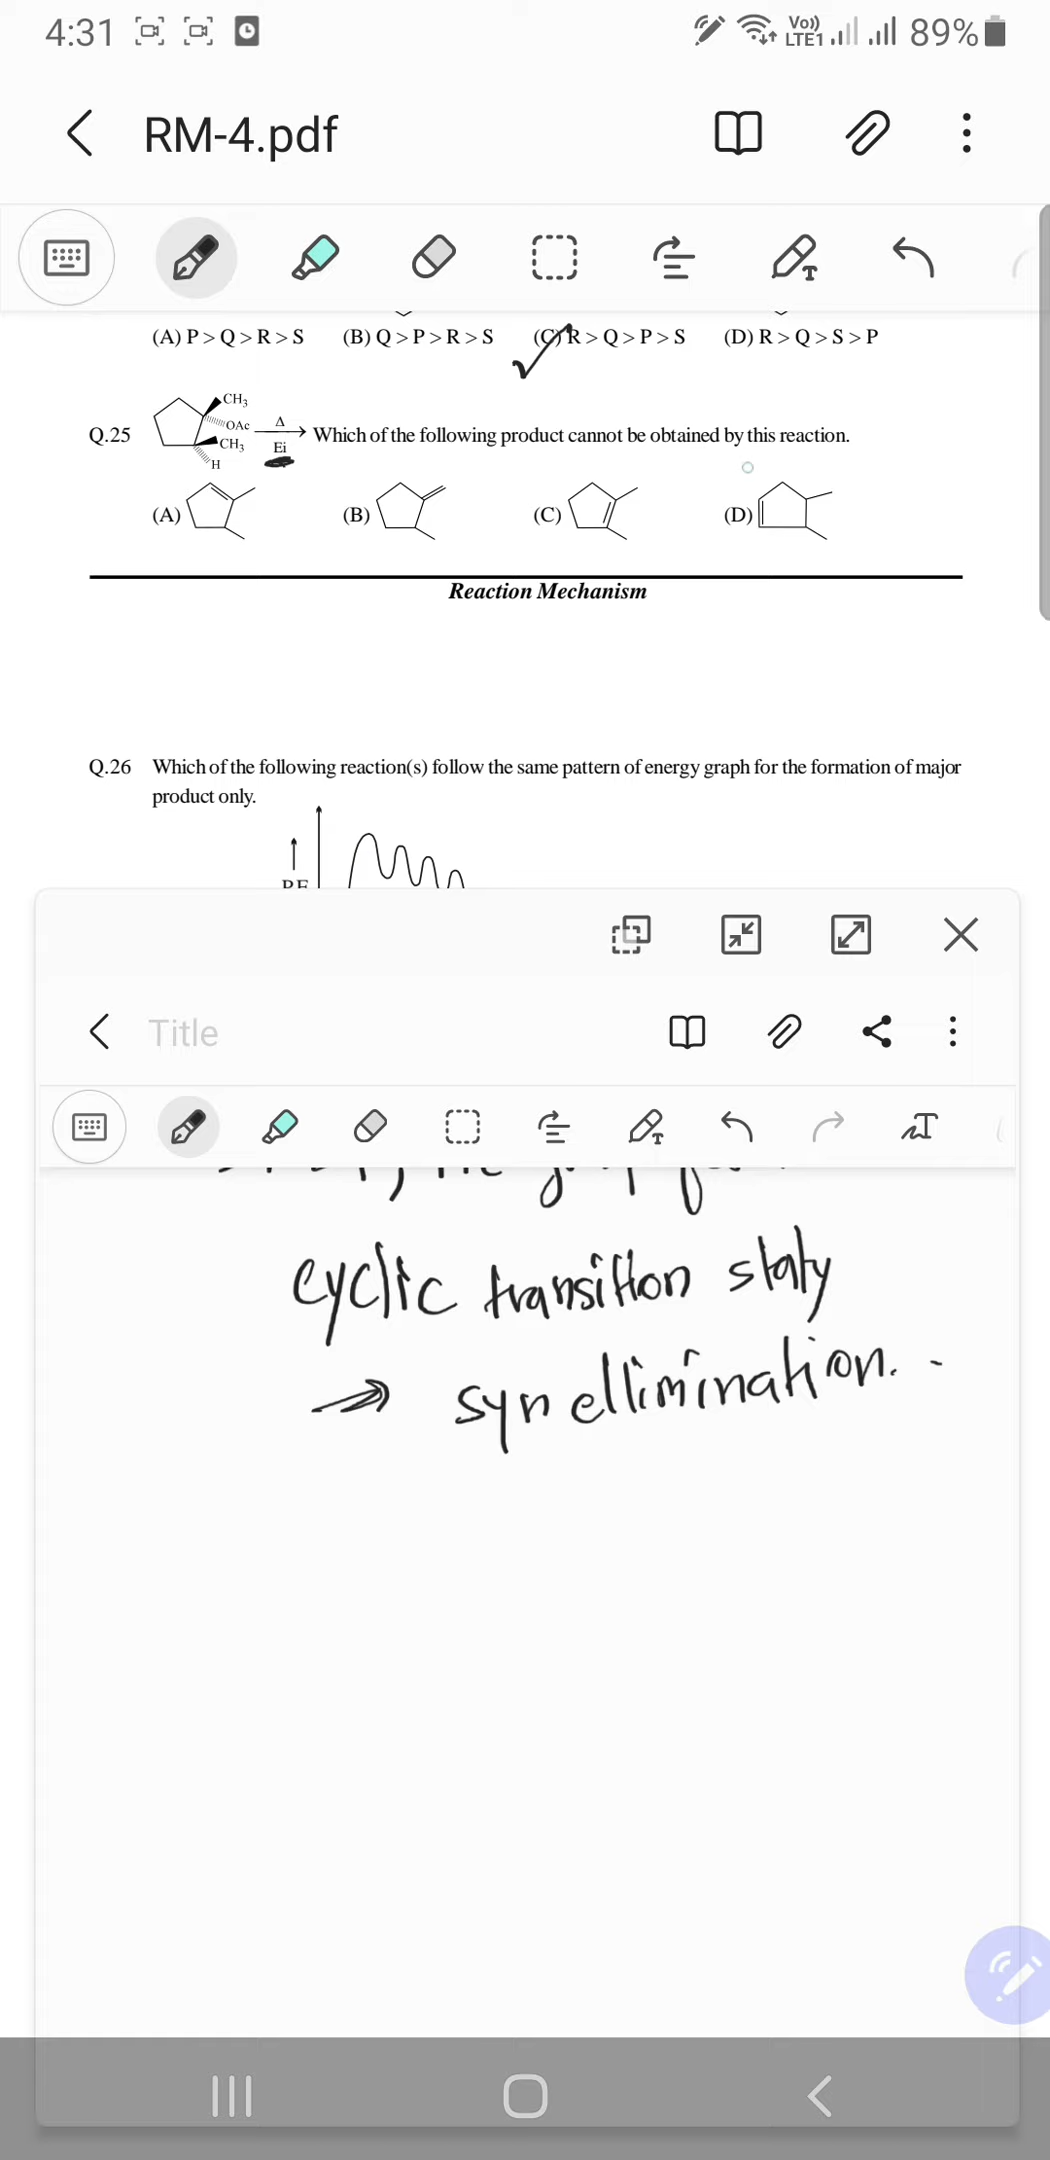 4:31 Vo)) LTE1 89%
RM-4.pdf
(A) P > Q > R > S (B) Q > P > R > S (C) R > Q > P > S (D) R > Q > S > P
CH3
OAc
CH3
H
Δ
Ei
Q.25 Which of the following product cannot be obtained by this reaction.
(A) (B) (C) (D)
Reaction Mechanism
Q.26 Which of the following reaction(s) follow the same pattern of energy graph for the formation of major
product only.
Title
cyclic transition staty
⇒ syn ellimination. -